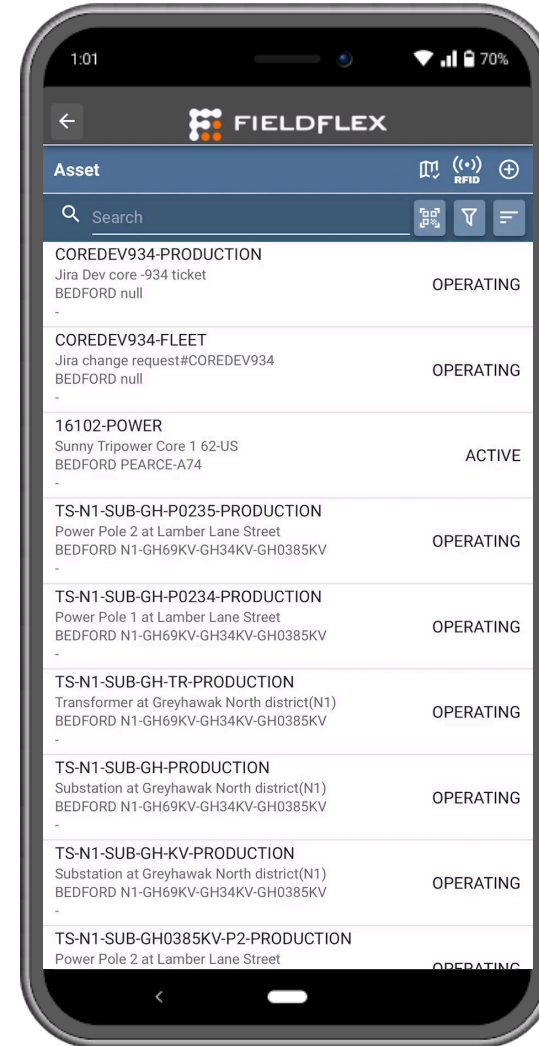 1:01
70%
FIELDFLEX
Asset
RFID
Search
COREDEV934-PRODUCTION
Jira Dev core -934 ticket
BEDFORD null
OPERATING
-
COREDEV934-FLEET
Jira change request#COREDEV934
BEDFORD null
OPERATING
-
16102-POWER
Sunny Tripower Core 1 62-US
BEDFORD PEARCE-A74
ACTIVE
-
TS-N1-SUB-GH-P0235-PRODUCTION
Power Pole 2 at Lamber Lane Street
BEDFORD N1-GH69KV-GH34KV-GH0385KV
OPERATING
-
TS-N1-SUB-GH-P0234-PRODUCTION
Power Pole 1 at Lamber Lane Street
BEDFORD N1-GH69KV-GH34KV-GH0385KV
OPERATING
-
TS-N1-SUB-GH-TR-PRODUCTION
Transformer at Greyhawak North district(N1)
BEDFORD N1-GH69KV-GH34KV-GH0385KV
OPERATING
-
TS-N1-SUB-GH-PRODUCTION
Substation at Greyhawak North district(N1)
BEDFORD N1-GH69KV-GH34KV-GH0385KV
OPERATING
-
TS-N1-SUB-GH-KV-PRODUCTION
Substation at Greyhawak North district(N1)
BEDFORD N1-GH69KV-GH34KV-GH0385KV
OPERATING
-
TS-N1-SUB-GH0385KV-P2-PRODUCTION
Power Pole 2 at Lamber Lane Street
OPERATING